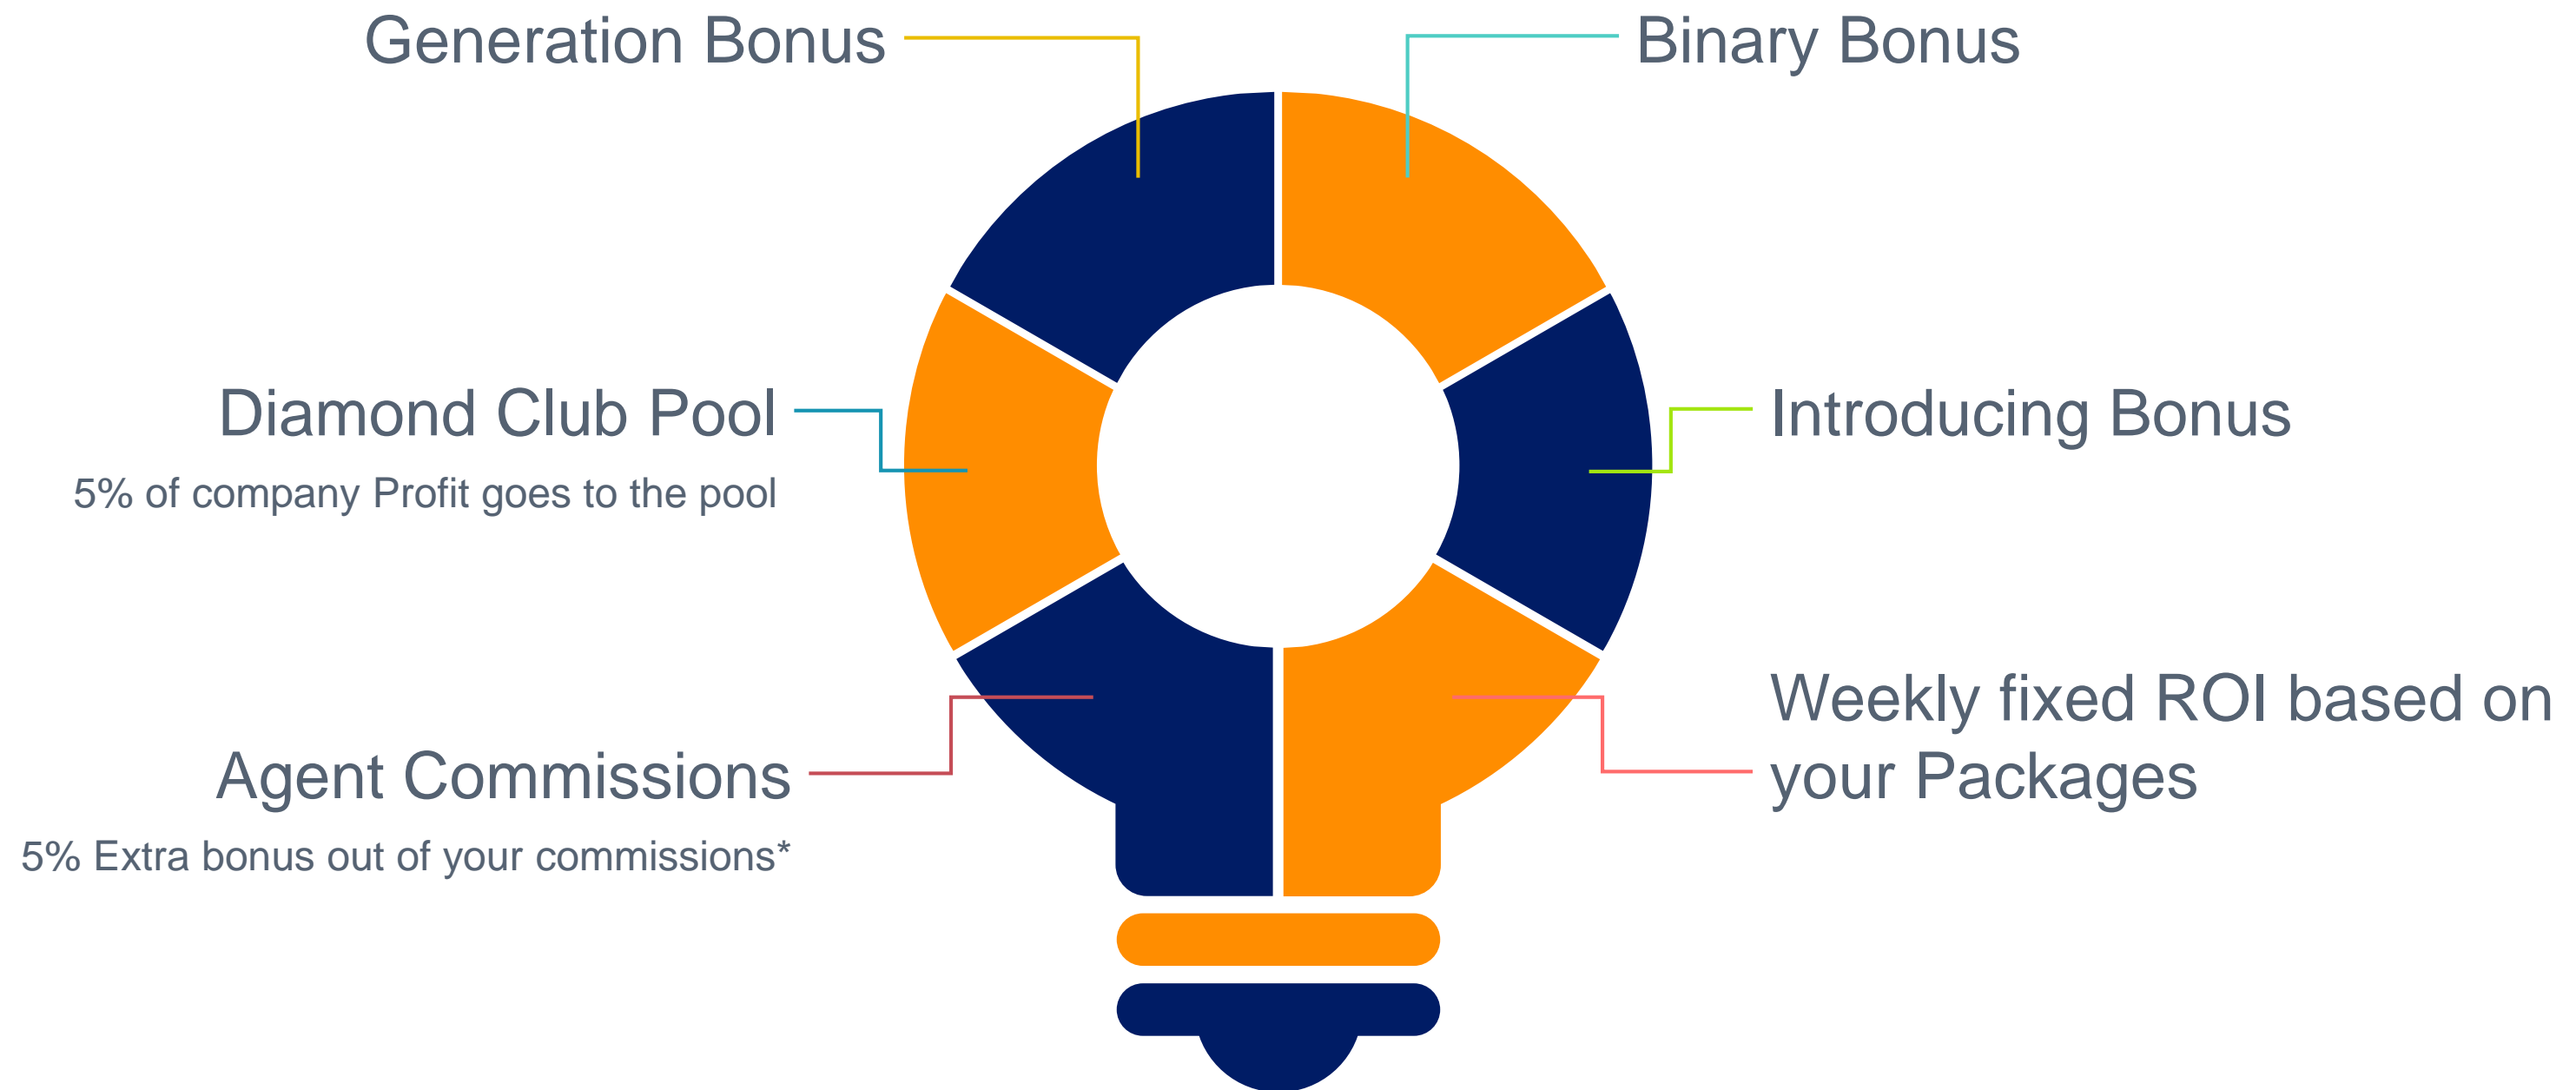 Generation Bonus
Binary Bonus
Diamond Club Pool
5% of company Profit goes to the pool
Introducing Bonus
Agent Commissions
5% Extra bonus out of your commissions*
Weekly fixed ROI based on
your Packages